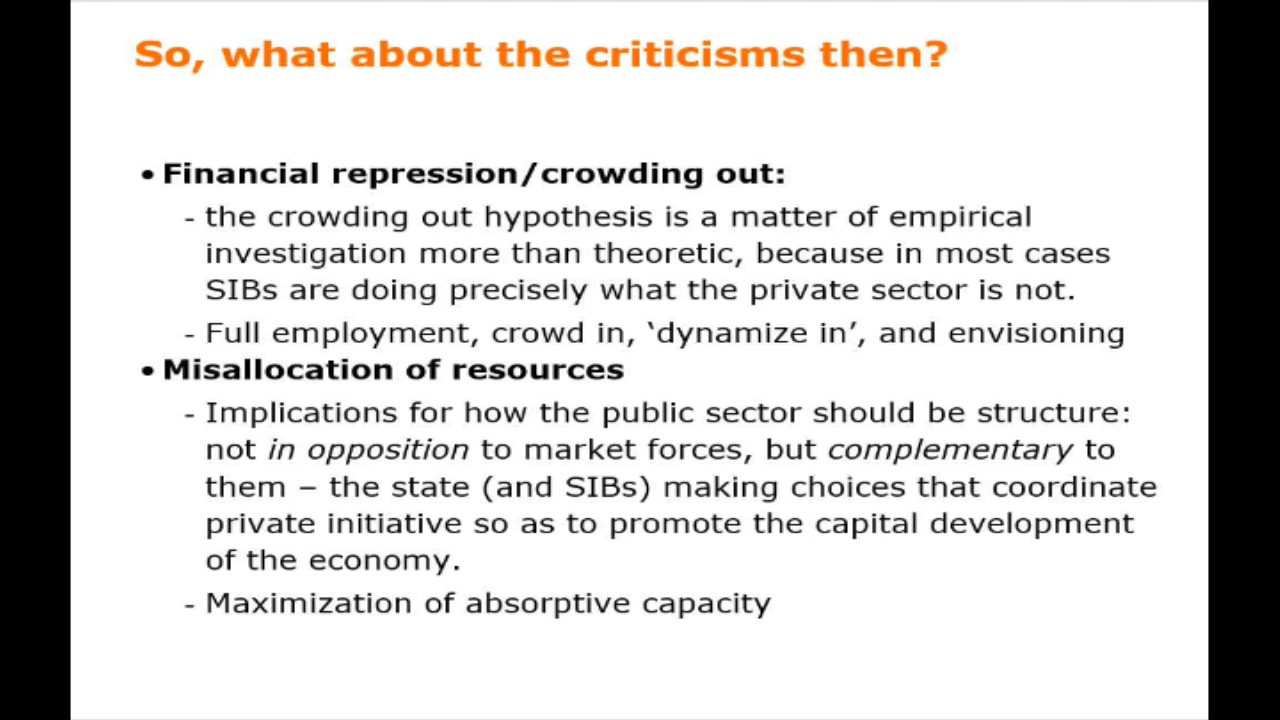 So, what about the criticisms then?
• Financial repression/crowding out:
- the crowding out hypothesis is a matter of empirical
investigation more than theoretic, because in most cases
SIBs are doing precisely what the private sector is not.
- Full employment, crowd in, ‘dynamize in’, and envisioning
• Misallocation of resources
- Implications for how the public sector should be structure:
not in opposition to market forces, but complementary to
them – the state (and SIBs) making choices that coordinate
private initiative so as to promote the capital development
of the economy.
- Maximization of absorptive capacity